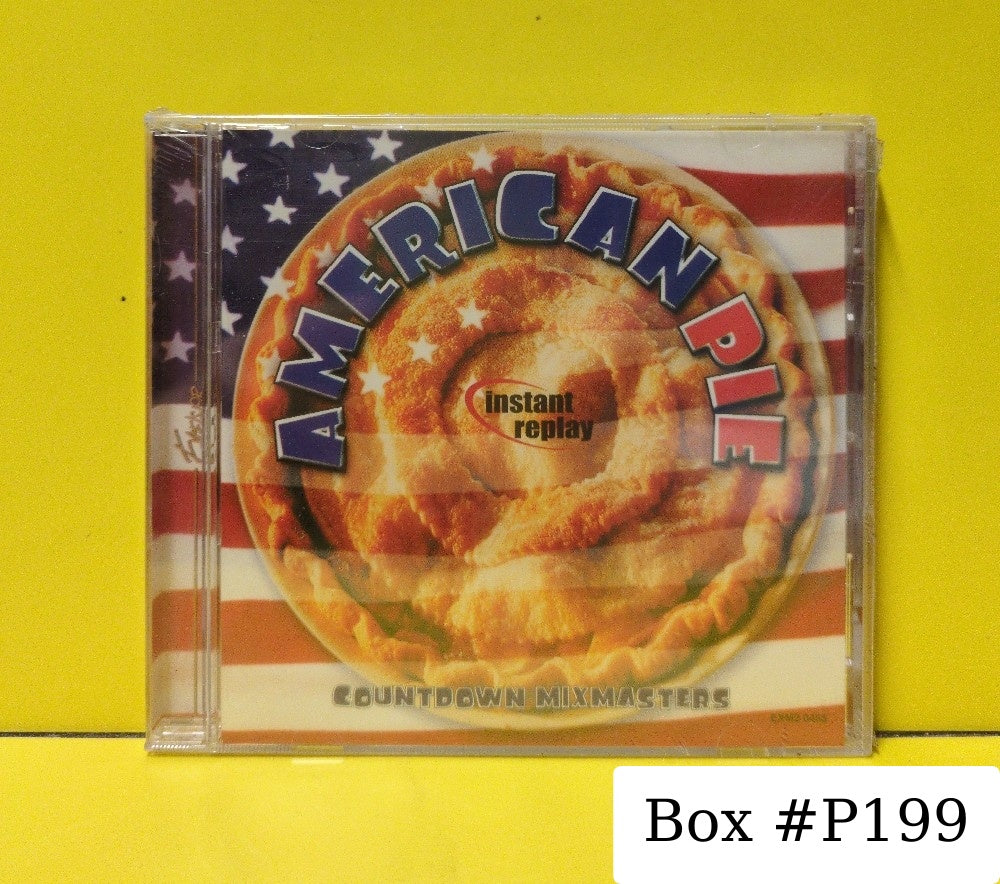 AMERICAN PIE
instant
replay
COUNTDOWN MIXMASTERS
Box #P199